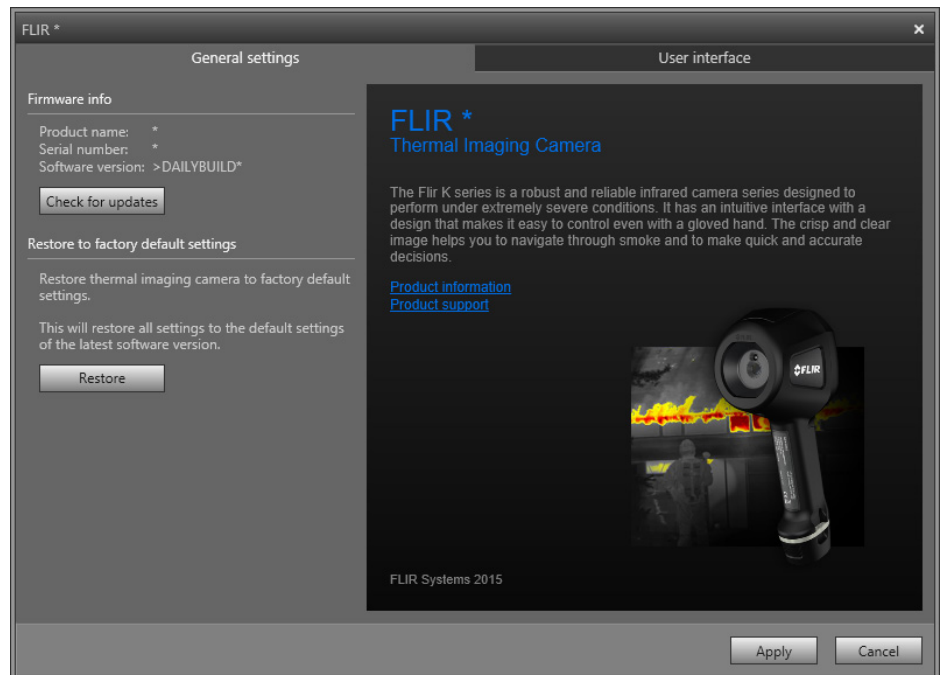 FLIR *
General settings
User interface
Firmware info
Product name: *
Serial number: *
Software version: >DAILYBUILD*
Check for updates
Restore to factory default settings
Restore thermal imaging camera to factory default
settings.
This will restore all settings to the default settings
of the latest software version.
Restore
FLIR *
Thermal Imaging Camera
The Flir K series is a robust and reliable infrared camera series designed to
perform under extremely severe conditions. It has an intuitive interface with a
design that makes it easy to control even with a gloved hand. The crisp and clear
image helps you to navigate through smoke and to make quick and accurate
decisions.
Product information
Product support
FLIR
FLIR Systems 2015
Apply
Cancel